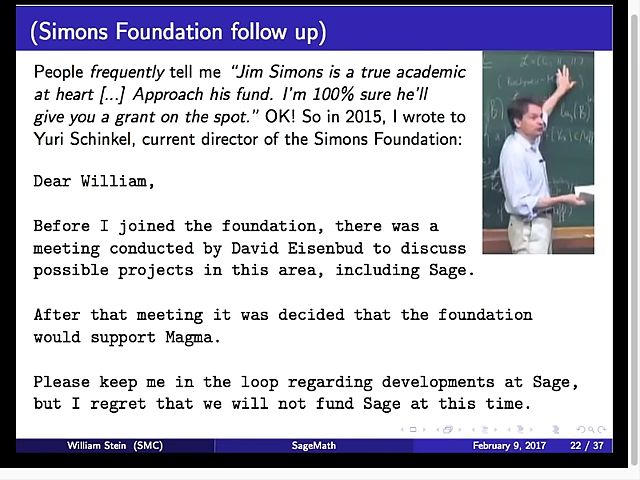 (Simons Foundation follow up)
People frequently tell me “Jim Simons is a true academic
at heart [...] Approach his fund. I'm 100% sure he'll
give you a grant on the spot.” OK! So in 2015, I wrote to
Yuri Schinkel, current director of the Simons Foundation:
Dear William,
Before I joined the foundation, there was a
meeting conducted by David Eisenbud to discuss
possible projects in this area, including Sage.
After that meeting it was decided that the foundation
would support Magma.
Please keep me in the loop regarding developments at Sage,
but I regret that we will not fund Sage at this time.
William Stein (SMC) SageMath February 9, 2017 22 / 37